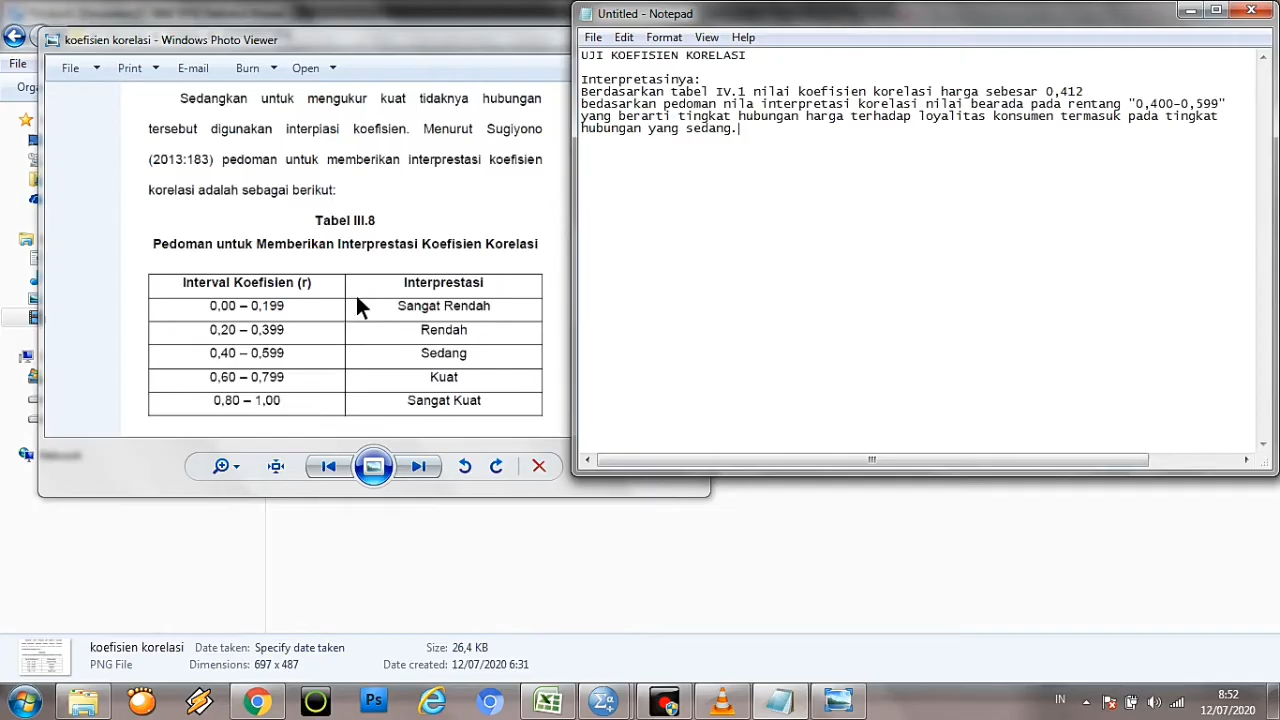 koefisien korelasi - Windows Photo Viewer
File Print E-mail Burn Open
Sedangkan untuk mengukur kuat tidaknya hubungan
tersebut digunakan interpiasi koefisien. Menurut Sugiyono
(2013:183) pedoman untuk memberikan interprestasi koefisien
korelasi adalah sebagai berikut:
Tabel III.8
Pedoman untuk Memberikan Interprestasi Koefisien Korelasi
Interval Koefisien (r) Interprestasi
0,00 – 0,199 Sangat Rendah
0,20 – 0,399 Rendah
0,40 – 0,599 Sedang
0,60 – 0,799 Kuat
0,80 – 1,00 Sangat Kuat
Untitled - Notepad
File Edit Format View Help
UJI KOEFISIEN KORELASI
Interpretasinya:
Berdasarkan tabel IV.1 nilai koefisien korelasi harga sebesar 0,412
bedasarkan pedoman nila interpretasi korelasi nilai bearada pada rentang "0,400-0,599"
yang berarti tingkat hubungan harga terhadap loyalitas konsumen termasuk pada tingkat
hubungan yang sedang.
File
Orga
koefisien korelasi Date taken: Specify date taken Size: 26,4 KB
PNG File Dimensions: 697 x 487 Date created: 12/07/2020 6:31
Ps
IN
8:52
12/07/2020